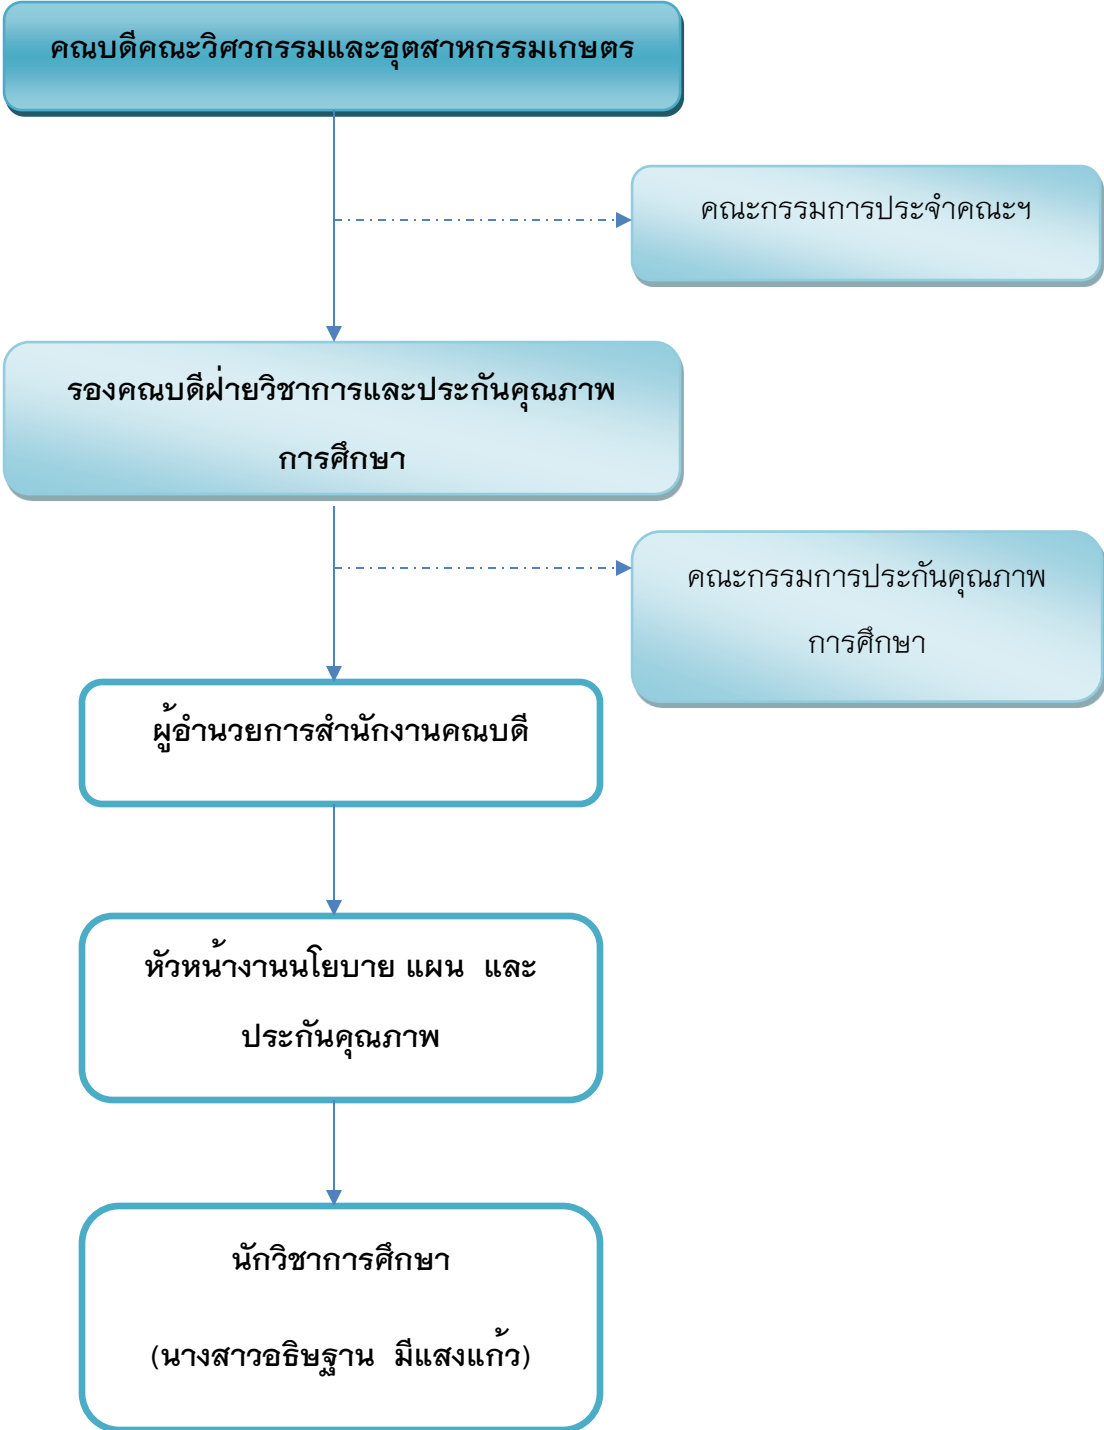 คณบดีคณะวิศวกรรมและอุตสาหกรรมเกษตร
คณะกรรมการประจำคณะฯ
รองคณบดีฝ่ายวิชาการและประกันคุณภาพ
การศึกษา
คณะกรรมการประกันคุณภาพ
การศึกษา
ผู้อำนวยการสำนักงานคณบดี
หัวหน้างานนโยบาย แผน  และ
ประกันคุณภาพ
นักวิชาการศึกษา
(นางสาวอธิษฐาน  มีแสงแก้ว)